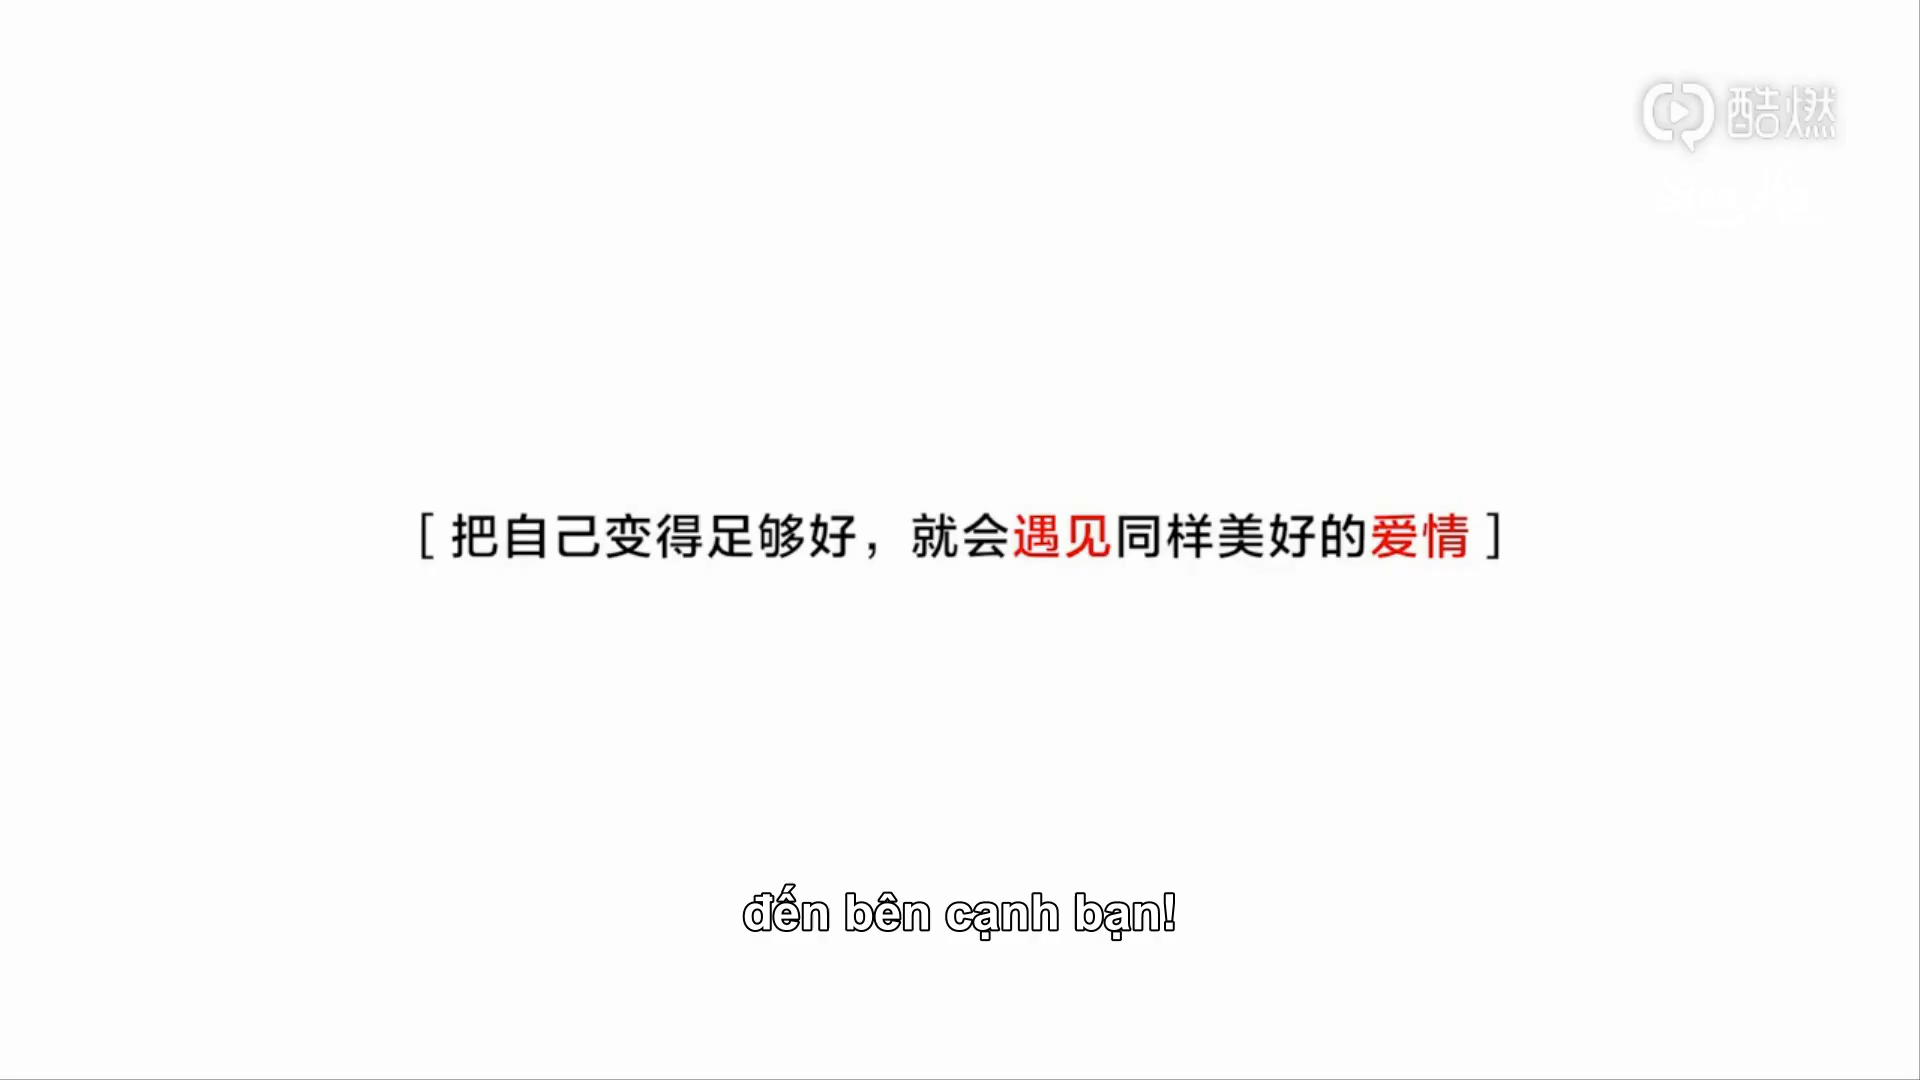 酷燃
[ 把自己变得足够好，就会遇见同样美好的爱情 ]
đến bên cạnh bạn!